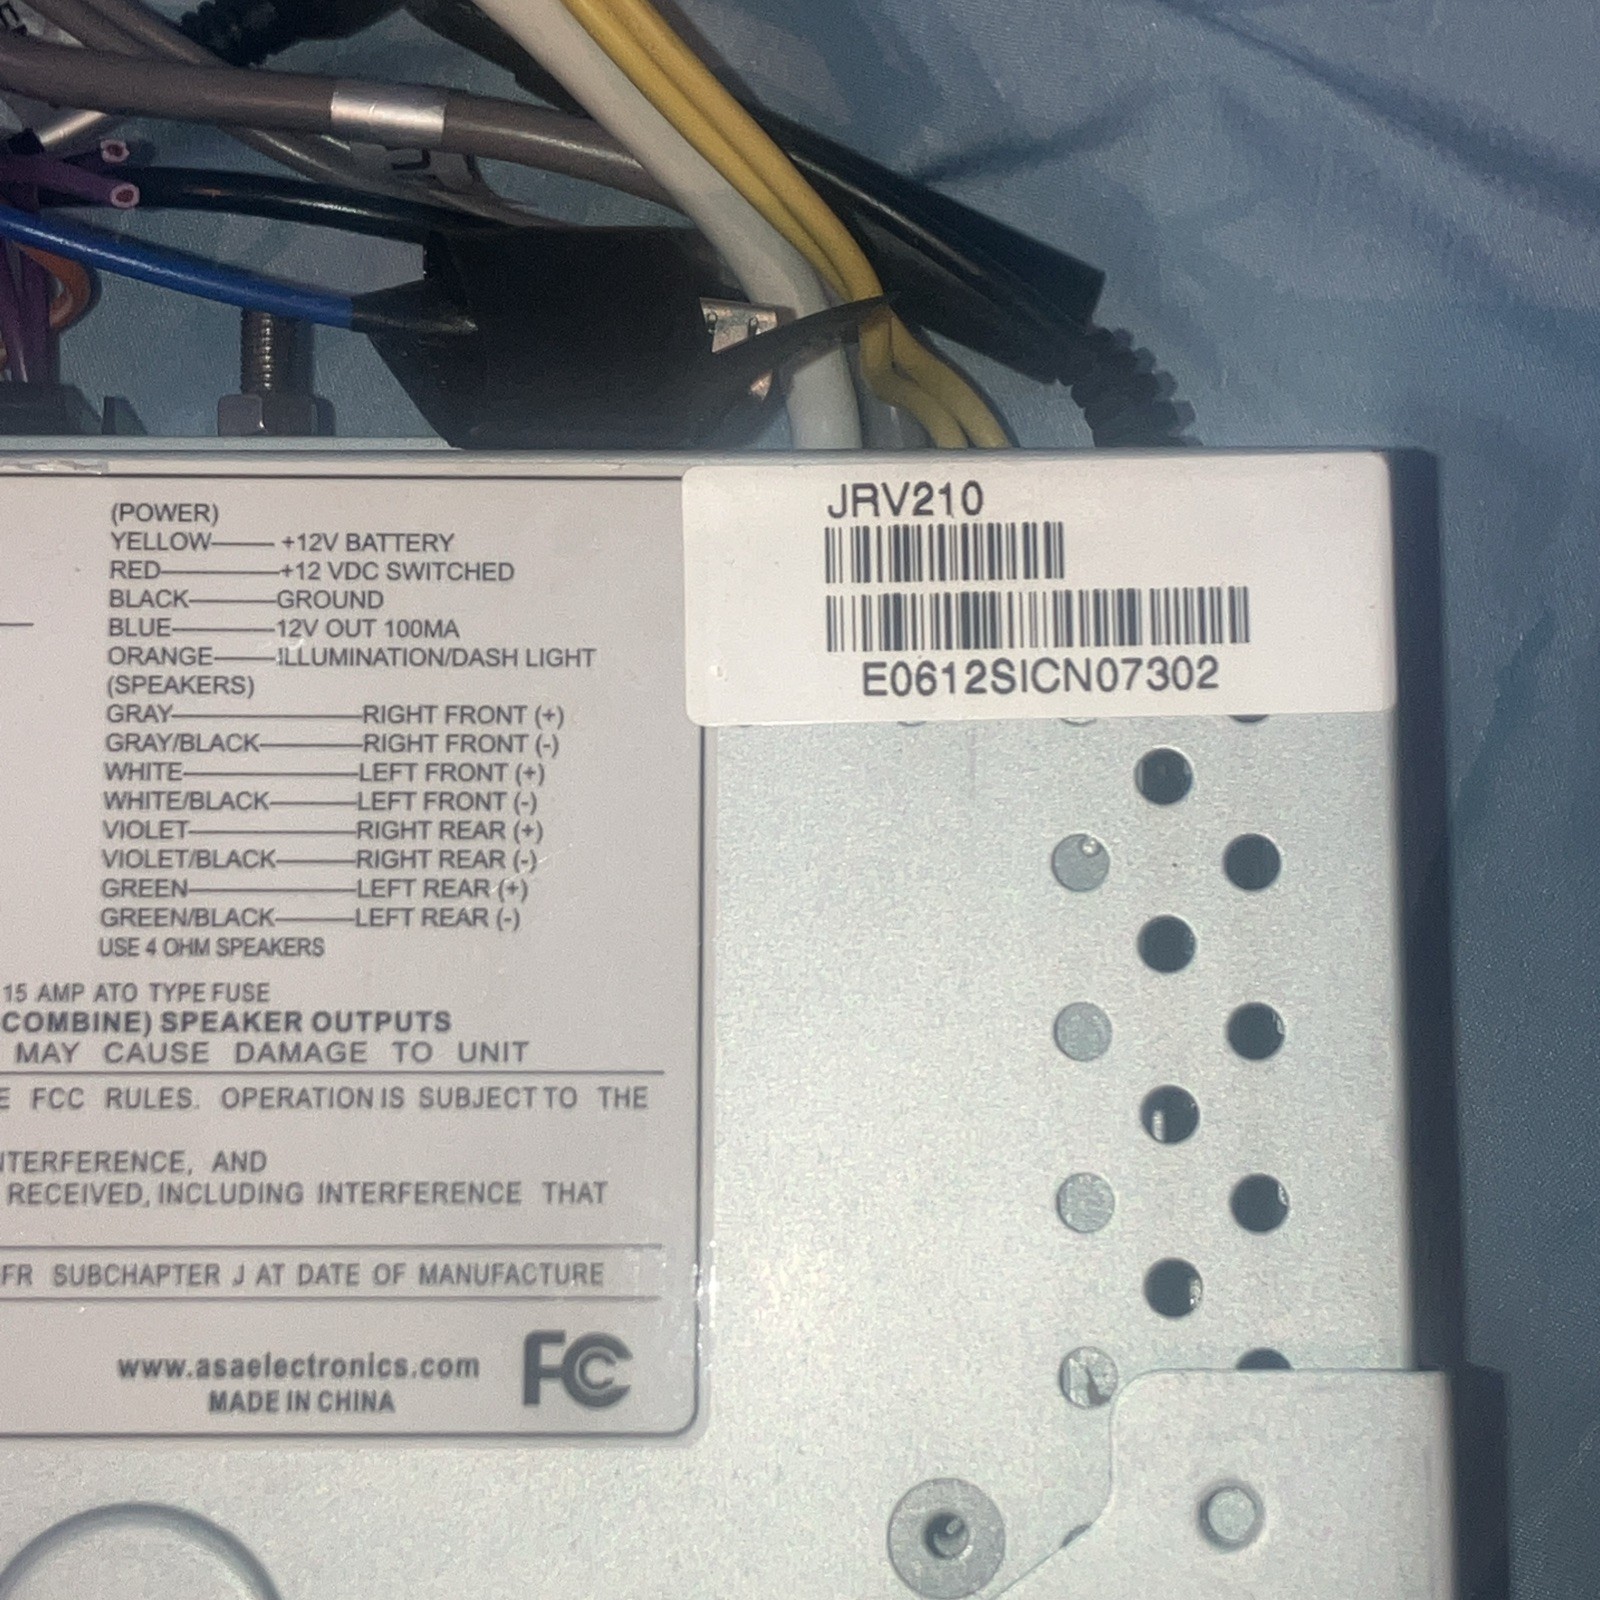 (POWER)
YELLOW +12V BATTERY
RED +12 VDC SWITCHED
BLACK GROUND
BLUE 12V OUT 100MA
ORANGE ILLUMINATION/DASH LIGHT
(SPEAKERS)
GRAY RIGHT FRONT (+)
GRAY/BLACK RIGHT FRONT (-)
WHITE LEFT FRONT (+)
WHITE/BLACK LEFT FRONT (-)
VIOLET RIGHT REAR (+)
VIOLET/BLACK RIGHT REAR (-)
GREEN LEFT REAR (+)
GREEN/BLACK LEFT REAR (-)
USE 4 OHM SPEAKERS
15 AMP ATO TYPE FUSE
(COMBINE) SPEAKER OUTPUTS
MAY CAUSE DAMAGE TO UNIT
FCC RULES. OPERATION IS SUBJECT TO THE
NTERFERENCE, AND
RECEIVED, INCLUDING INTERFERENCE THAT
FR SUBCHAPTER J AT DATE OF MANUFACTURE
www.asaelectronics.com
MADE IN CHINA
FC
JRV210
E0612SICN07302